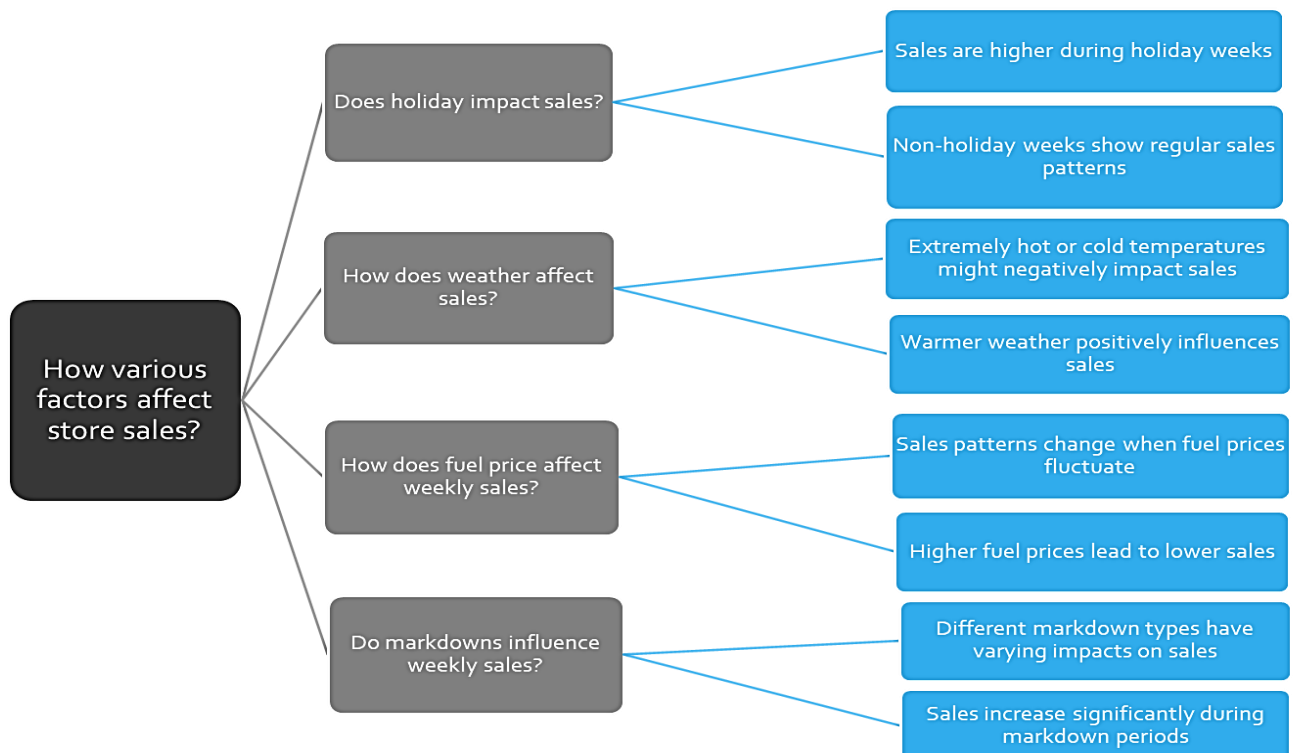 How various
factors affect
store sales?
Does holiday impact sales?
Sales are higher during holiday weeks
Non-holiday weeks show regular sales
patterns
How does weather affect
sales?
Extremely hot or cold temperatures
might negatively impact sales
Warmer weather positively influences
sales
How does fuel price affect
weekly sales?
Sales patterns change when fuel prices
fluctuate
Higher fuel prices lead to lower sales
Do markdowns influence
weekly sales?
Different markdown types have
varying impacts on sales
Sales increase significantly during
markdown periods